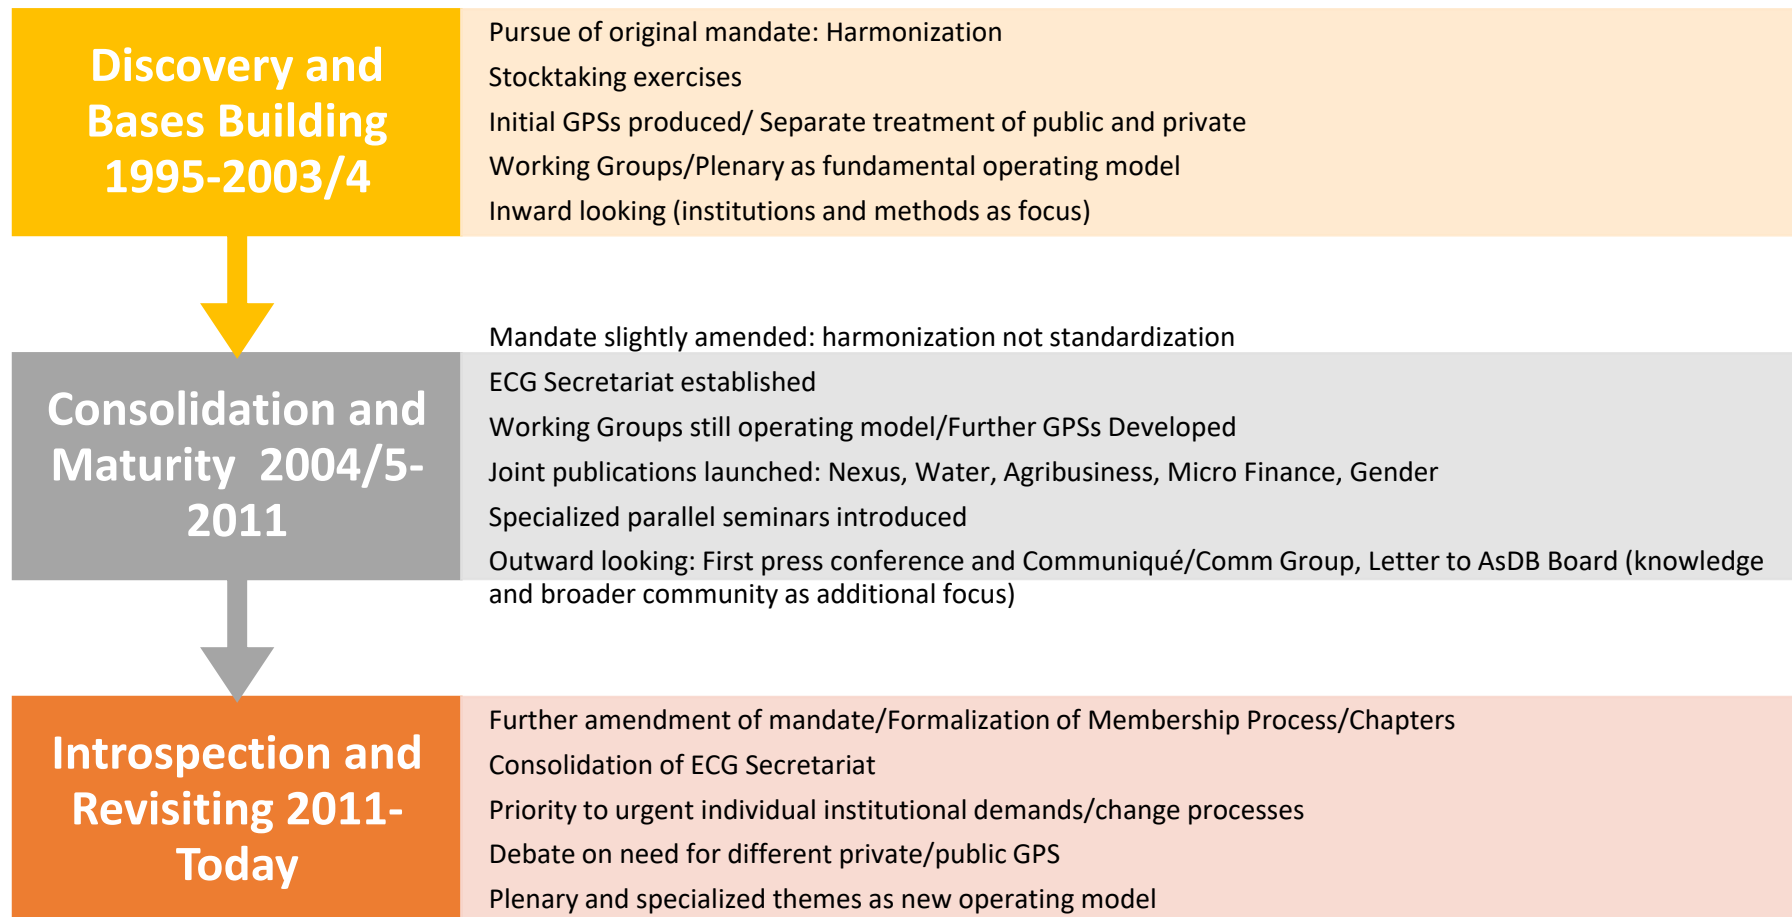 Discovery and
Bases Building
1995-2003/4
Pursue of original mandate: Harmonization
Stocktaking exercises
Initial GPSs produced/ Separate treatment of public and private
Working Groups/Plenary as fundamental operating model
Inward looking (institutions and methods as focus)
Consolidation and
Maturity 2004/5-
2011
Mandate slightly amended: harmonization not standardization
ECG Secretariat established
Working Groups still operating model/Further GPSs Developed
Joint publications launched: Nexus, Water, Agribusiness, Micro Finance, Gender
Specialized parallel seminars introduced
Outward looking: First press conference and Communiqué/Comm Group, Letter to AsDB Board (knowledge
and broader community as additional focus)
Introspection and
Revisiting 2011-
Today
Further amendment of mandate/Formalization of Membership Process/Chapters
Consolidation of ECG Secretariat
Priority to urgent individual institutional demands/change processes
Debate on need for different private/public GPS
Plenary and specialized themes as new operating model